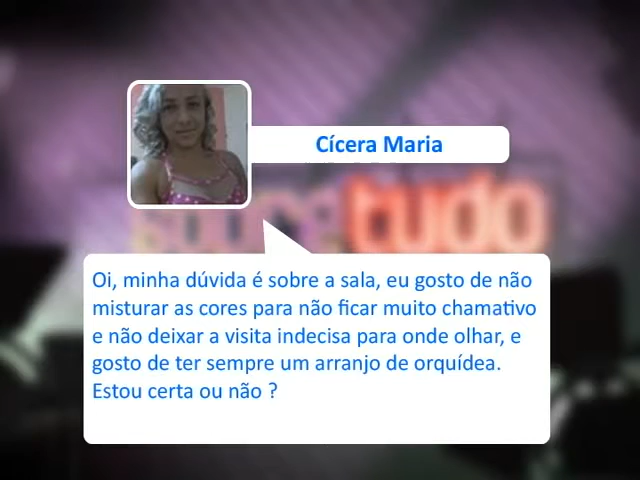 Cícera Maria
sobre tudo
Oi, minha dúvida é sobre a sala, eu gosto de não
misturar as cores para não ficar muito chamativo
e não deixar a visita indecisa para onde olhar, e
gosto de ter sempre um arranjo de orquídea.
Estou certa ou não ?